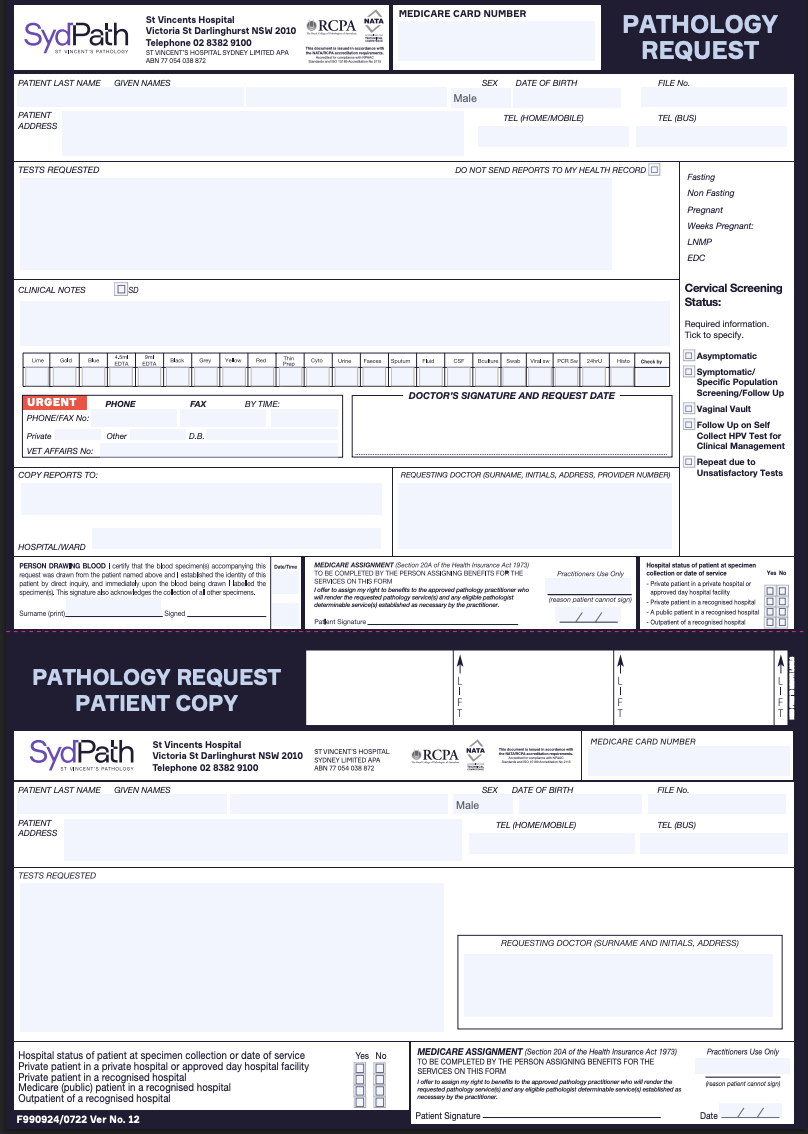 SydPath
ST VINCENT'S PATHOLOGY
St Vincents Hospital
Victoria St Darlinghurst NSW 2010
Telephone 02 8382 9100
ST VINCENT'S HOSPITAL SYDNEY LIMITED APA
ABN 77 054 038 872
RCPA
NATA
This document is issued in accordance
with the NATA/RCPA accreditation requirements.
MEDICARE CARD NUMBER
PATHOLOGY
REQUEST
PATIENT LAST NAME GIVEN NAMES SEX DATE OF BIRTH FILE No.
Male
PATIENT
ADDRESS
TEL (HOME/MOBILE) TEL (BUS)
TESTS REQUESTED DO NOT SEND REPORTS TO MY HEALTH RECORD
Fasting
Non Fasting
Pregnant
Weeks Pregnant:
LNMP
EDC
CLINICAL NOTES SD
Cervical Screening
Status:
Required information.
Tick to specify.
Asymptomatic
Symptomatic/
Specific Population
Screening/Follow Up
Vaginal Vault
Follow Up on Self
Collect HPV Test for
Clinical Management
Repeat due to
Unsatisfactory Tests
Lime Gold Blue 4.5ml EDTA 9ml EDTA Black Grey Yellow Red Thin Prep Cyto Urine Faeces Sputum Fluid CSF Bculture Swab Viral sw PCR Sw 24hrU Histo Check by
URGENT PHONE FAX BY TIME:
PHONE/FAX No:
Private Other D.B.
VET AFFAIRS No:
DOCTOR'S SIGNATURE AND REQUEST DATE
COPY REPORTS TO:
HOSPITAL/WARD
REQUESTING DOCTOR (SURNAME, INITIALS, ADDRESS, PROVIDER NUMBER)
PERSON DRAWING BLOOD I certify that the blood specimen(s) accompanying this
request was drawn from the patient named above and I established the identity of this
patient by direct inquiry, and immediately upon the blood being drawn I labelled the
specimen(s). This signature also acknowledges the collection of all other specimens.
Surname (print) Signed
Date/Time
MEDICARE ASSIGNMENT (Section 20A of the Health Insurance Act 1973)
TO BE COMPLETED BY THE PERSON ASSIGNING BENEFITS FOR THE
SERVICES ON THIS FORM
I offer to assign my right to benefits to the approved pathology practitioner who
will render the requested pathology service(s) and any eligible pathologist
determinable service(s) established as necessary by the practitioner.
Patient Signature
Practitioners Use Only
(reason patient cannot sign)
/ /
Hospital status of patient at specimen
collection or date of service Yes No
- Private patient in a private hospital or
approved day hospital facility
- Private patient in a recognised hospital
- A public patient in a recognised hospital
- Outpatient of a recognised hospital
PATHOLOGY REQUEST
PATIENT COPY
LIFT
LIFT
LIFT
SydPath
ST VINCENT'S PATHOLOGY
St Vincents Hospital
Victoria St Darlinghurst NSW 2010
Telephone 02 8382 9100
ST VINCENT'S HOSPITAL
SYDNEY LIMITED APA
ABN 77 054 038 872
RCPA
NATA
This document is issued in accordance
with the NATA/RCPA accreditation requirements.
MEDICARE CARD NUMBER
PATIENT LAST NAME GIVEN NAMES SEX DATE OF BIRTH FILE No.
Male
PATIENT
ADDRESS
TEL (HOME/MOBILE) TEL (BUS)
TESTS REQUESTED
REQUESTING DOCTOR (SURNAME AND INITIALS, ADDRESS)
Hospital status of patient at specimen collection or date of service Yes No
Private patient in a private hospital or approved day hospital facility
Private patient in a recognised hospital
Medicare (public) patient in a recognised hospital
Outpatient of a recognised hospital
F990924/0722 Ver No. 12
MEDICARE ASSIGNMENT (Section 20A of the Health Insurance Act 1973)
TO BE COMPLETED BY THE PERSON ASSIGNING BENEFITS FOR THE
SERVICES ON THIS FORM
I offer to assign my right to benefits to the approved pathology practitioner who will render the
requested pathology service(s) and any eligible pathologist determinable service(s) established as
necessary by the practitioner.
Patient Signature
Practitioners Use Only
(reason patient cannot sign)
Date / /